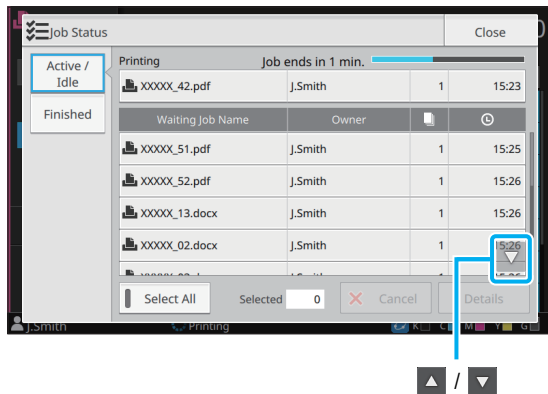 Job Status
Close
Active / Idle
Finished
Printing Job ends in 1 min.
XXXXX_42.pdf J.Smith 1 15:23
Waiting Job Name Owner
XXXXX_51.pdf J.Smith 1 15:25
XXXXX_52.pdf J.Smith 1 15:26
XXXXX_13.docx J.Smith 1 15:26
XXXXX_02.docx J.Smith 1 15:26
Select All Selected 0 Cancel Details
J.Smith Printing K C M Y G
/